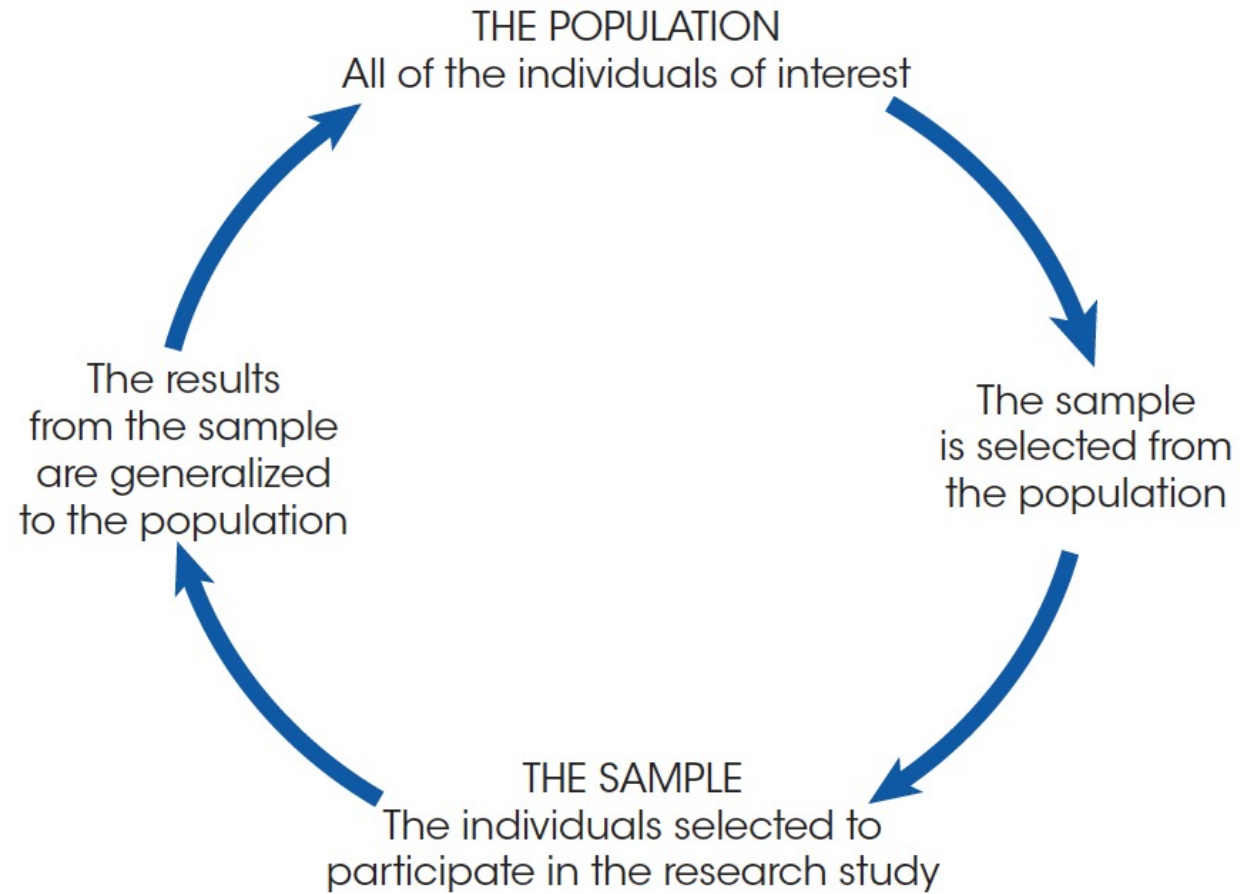 THE POPULATION
All of the individuals of interest
The sample
is selected from
the population
THE SAMPLE
The individuals selected to
participate in the research study
The results
from the sample
are generalized
to the population